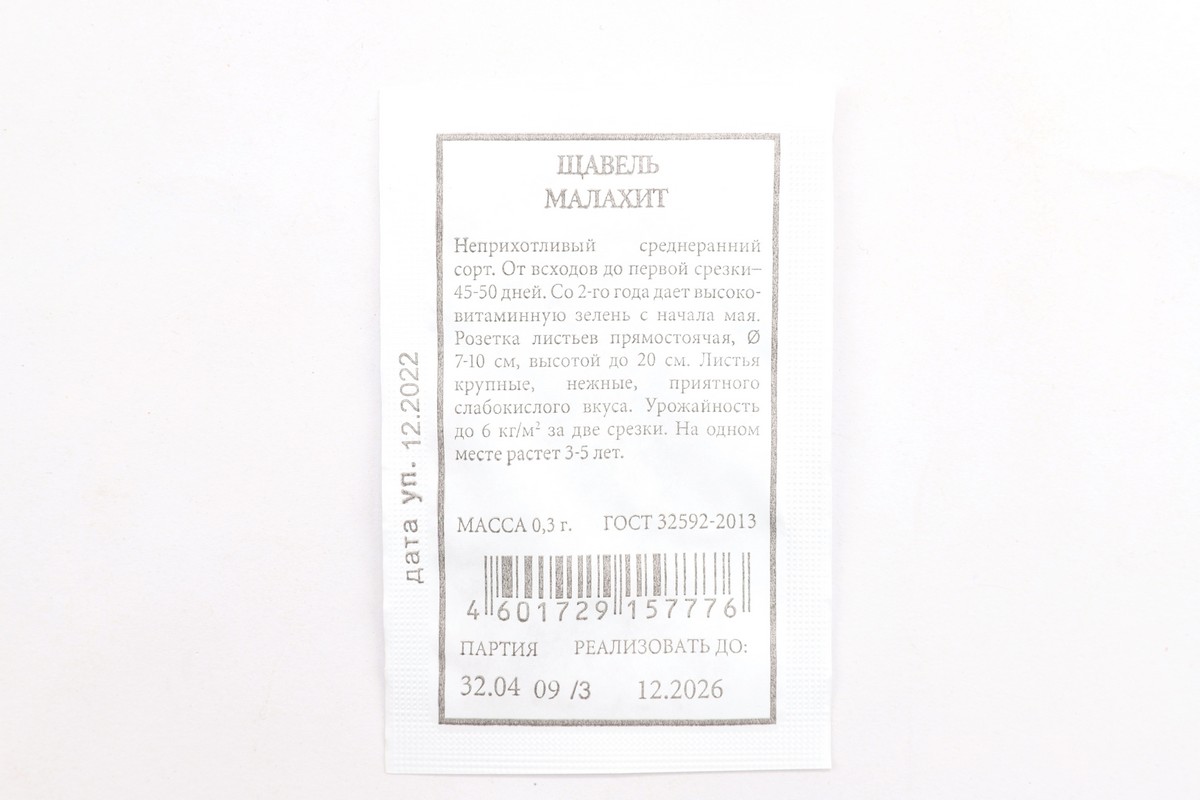 ЩАВЕЛЬ
МАЛАХИТ
Неприхотливый среднеранний
сорт. От всходов до первой срезки–
45-50 дней. Со 2-го года дает высоко-
витаминную зелень с начала мая.
Розетка листьев прямостоячая, Ø
7-10 см, высотой до 20 см. Листья
крупные, нежные, приятного
слабокислого вкуса. Урожайность
до 6 кг/м² за две срезки. На одном
месте растет 3-5 лет.
МАССА 0,3 г. ГОСТ 32592-2013
4 601729 157776
ПАРТИЯ РЕАЛИЗОВАТЬ ДО:
32.04 09 /3 12.2026
дата уп. 12.2022